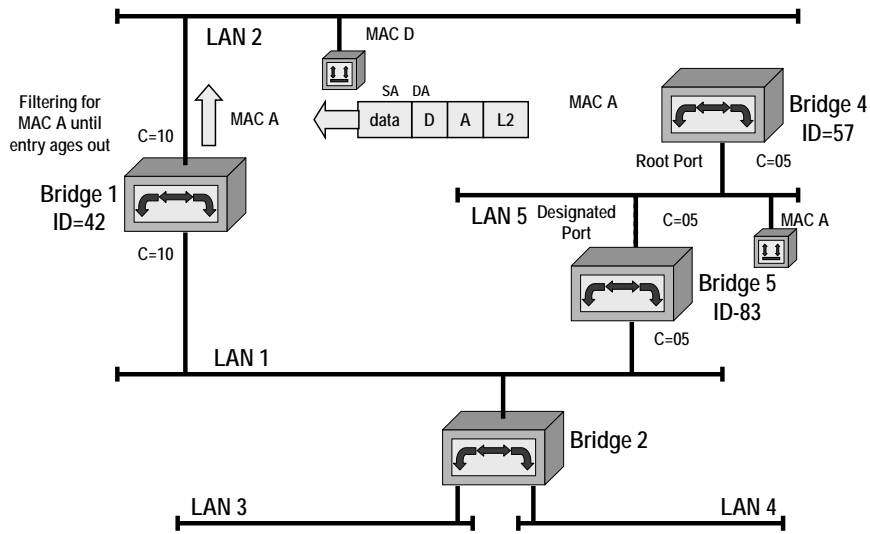 LAN 2
MAC D
SA DA
Filtering for
MAC A until
entry ages out
MAC A
data D A L2
MAC A
Bridge 4
ID=57
C=10
Root Port
C=05
Bridge 1
ID=42
LAN 5
Designated
Port
C=05
MAC A
C=10
Bridge 5
ID-83
C=05
LAN 1
Bridge 2
LAN 3
LAN 4